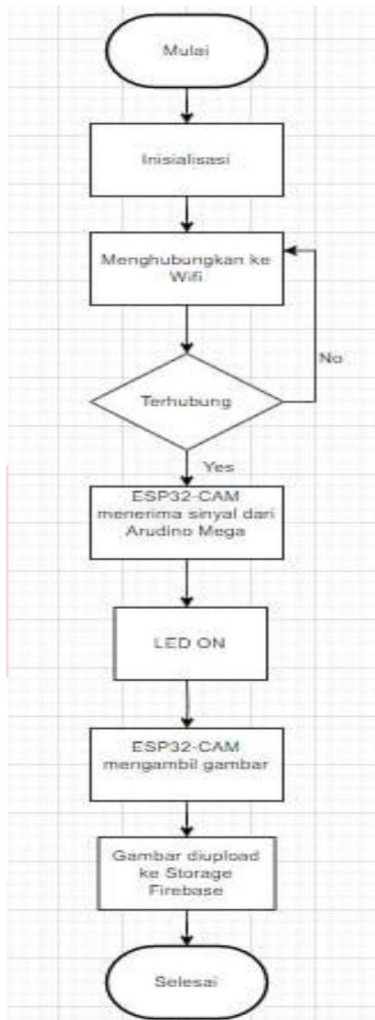 Mulai
Inisialisasi
Menghubungkan ke
Wifi
Terhubung
No
Yes
ESP32-CAM
menerima sinyal dari
Arudino Mega
LED ON
ESP32-CAM
mengambil gambar
Gambar diupload
ke Storage
Firebase
Selesai